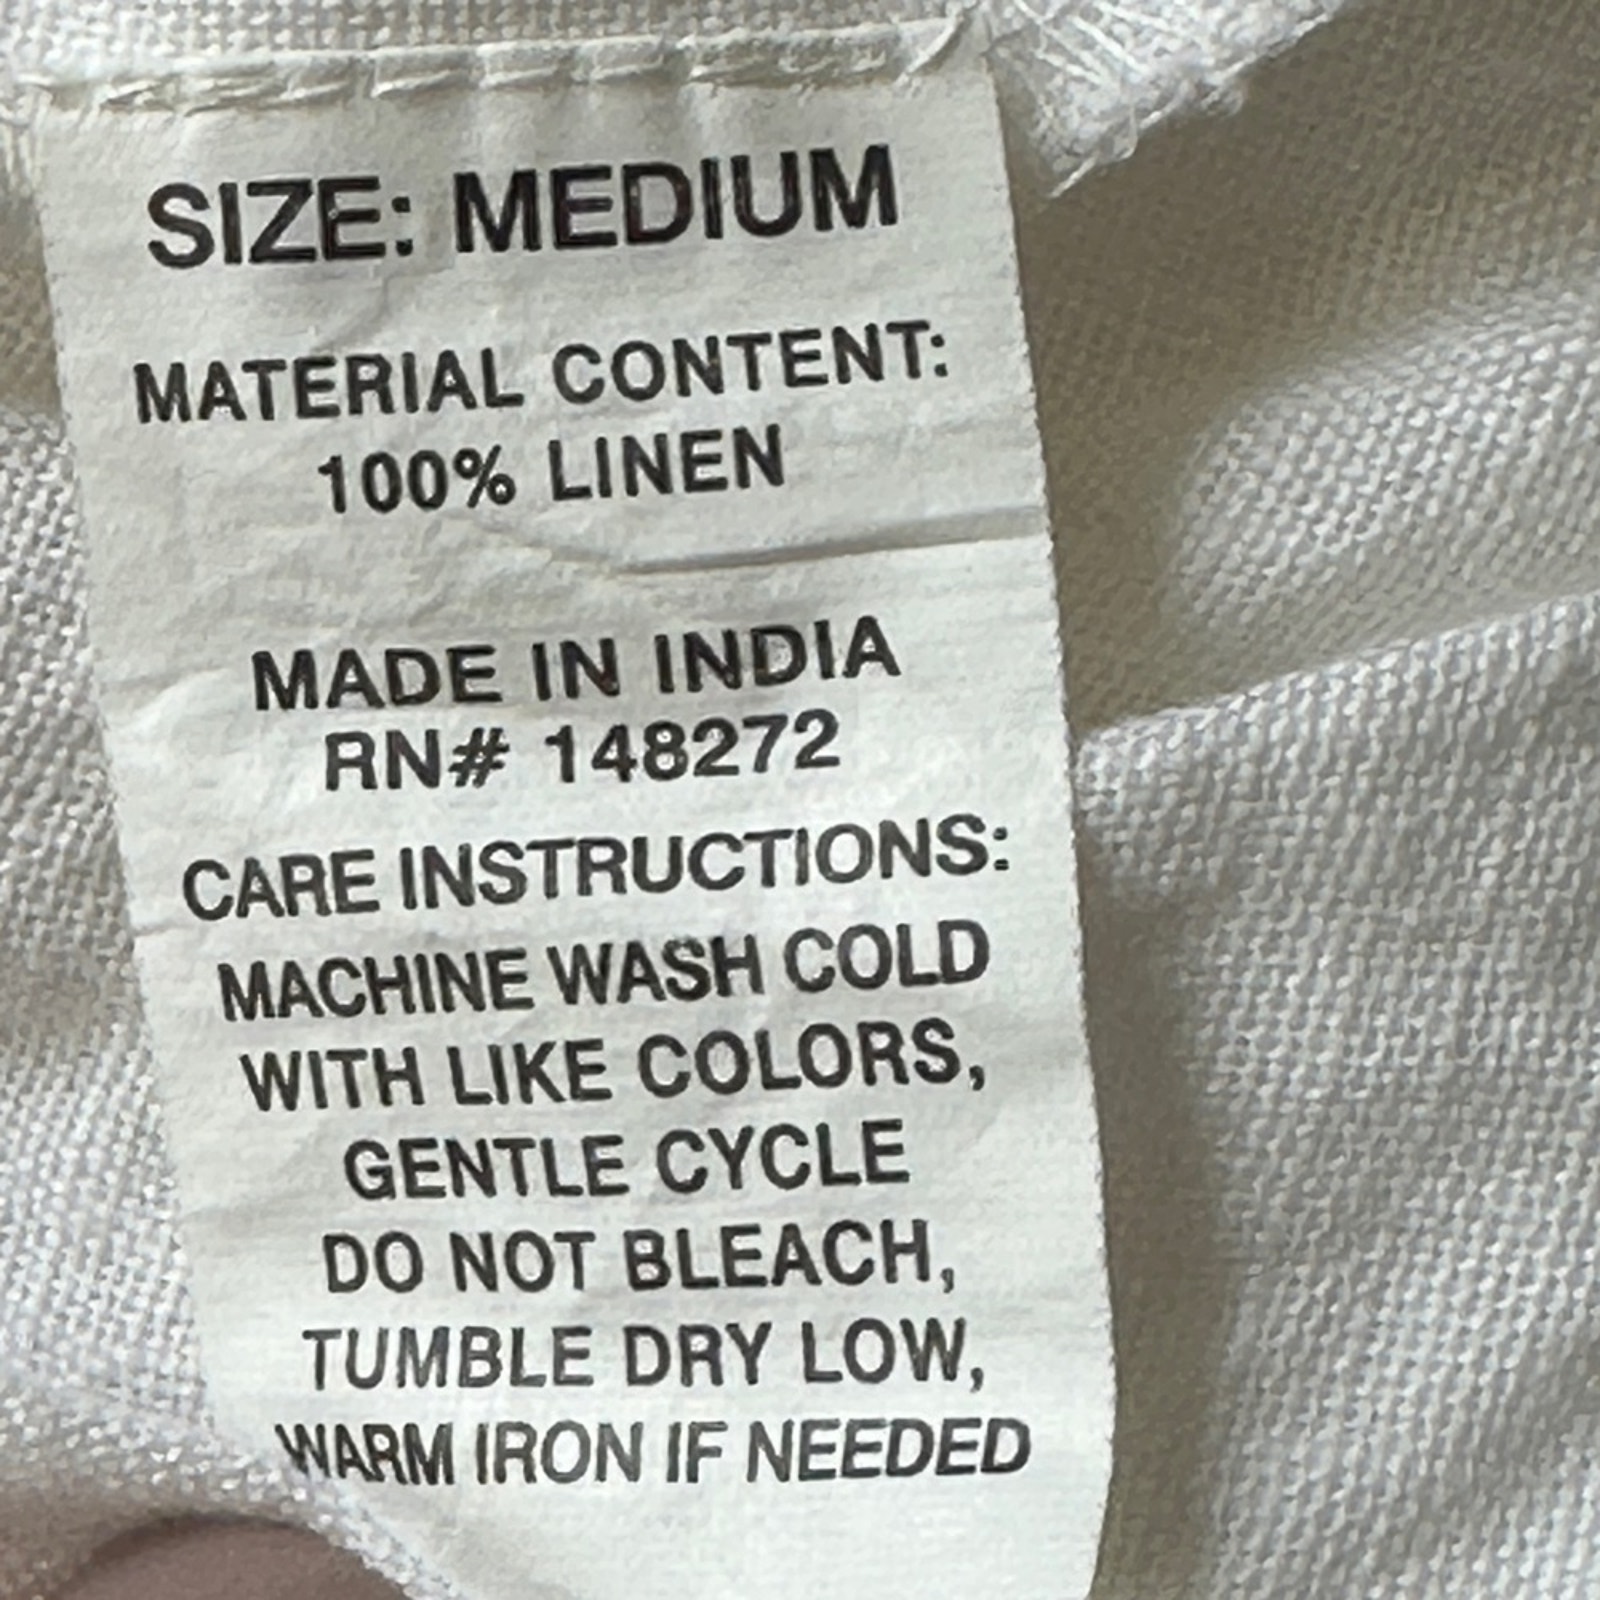 SIZE: MEDIUM
MATERIAL CONTENT:
100% LINEN
MADE IN INDIA
RN# 148272
CARE INSTRUCTIONS:
MACHINE WASH COLD
WITH LIKE COLORS,
GENTLE CYCLE
DO NOT BLEACH,
TUMBLE DRY LOW,
WARM IRON IF NEEDED